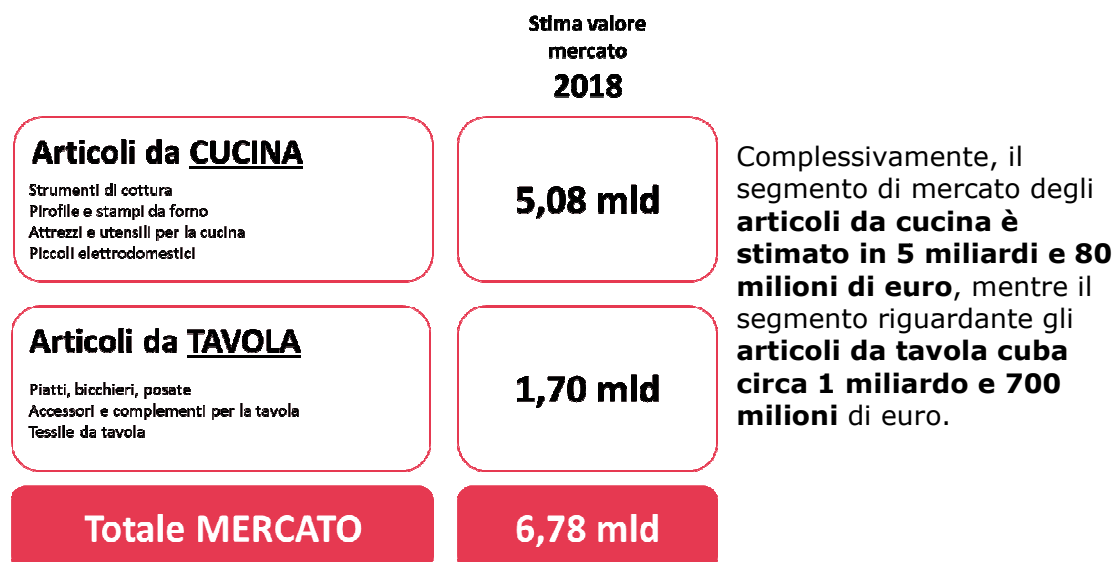 Stima valore
mercato
2018
Articoli da CUCINA
Strumenti di cottura
Pirofile e stampi da forno
Attrezzi e utensili per la cucina
Piccoli elettrodomestici
5,08 mld
Articoli da TAVOLA
Piatti, bicchieri, posate
Accessori e complementi per la tavola
Tessile da tavola
1,70 mld
Totale MERCATO
6,78 mld
Complessivamente, il
segmento di mercato degli
articoli da cucina è
stimato in 5 miliardi e 80
milioni di euro, mentre il
segmento riguardante gli
articoli da tavola cuba
circa 1 miliardo e 700
milioni di euro.